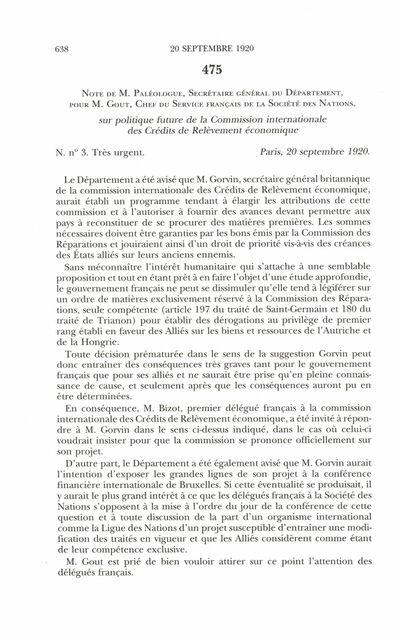 638 20 SEPTEMBRE 1920
475
NOTE DE M. PALÉOLOGUE, SECRÉTAIRE GÉNÉRAL DU DÉPARTEMENT,
POUR M. GOUT, CHEF DU SERVICE FRANÇAIS DE LA SOCIÉTÉ DES NATIONS,
sur politique future de la Commission internationale
des Crédits de Relèvement économique
N. n° 3. Très urgent. Paris, 20 septembre 1920.
Le Département a été avisé que M. Gorvin, secrétaire général britannique
de la commission internationale des Crédits de Relèvement économique,
aurait établi un programme tendant à élargir les attributions de cette
commission et à l'autoriser à fournir des avances devant permettre aux
pays à reconstituer de se procurer des matières premières. Les sommes
nécessaires doivent être garanties par les bons émis par la Commission des
Réparations et jouiraient ainsi d'un droit de priorité vis-à-vis des créances
des États alliés sur leurs anciens ennemis.
Sans méconnaître l'intérêt humanitaire qui s'attache à une semblable
proposition et tout en étant prêt à en faire l'objet d'une étude approfondie,
le gouvernement français ne peut se dissimuler qu'elle tend à légiférer sur
un ordre de matières exclusivement réservé à la Commission des Répara-
tions, seule compétente (article 197 du traité de Saint-Germain et 180 du
traité de Trianon) pour établir des dérogations au privilège de premier
rang établi en faveur des Alliés sur les biens et ressources de l'Autriche et
de la Hongrie.
Toute décision prématurée dans le sens de la suggestion Gorvin peut
donc entraîner des conséquences très graves tant pour le gouvernement
français que pour ses alliés et ne saurait être prise qu'en pleine connais-
sance de cause, et seulement après que les conséquences auront pu en
être déterminées.
En conséquence, M. Bizot, premier délégué français à la commission
internationale des Crédits de Relèvement économique, a été invité à répon-
dre à M. Gorvin dans le sens ci-dessus indiqué, dans le cas où celui-ci
voudrait insister pour que la commission se prononce officiellement sur
son projet.
D'autre part, le Département a été également avisé que M. Gorvin aurait
l'intention d'exposer les grandes lignes de son projet à la conférence
financière internationale de Bruxelles. Si cette éventualité se produisait, il
y aurait le plus grand intérêt à ce que les délégués français à la Société des
Nations s'opposent à la mise à l'ordre du jour de la conférence de cette
question et à toute discussion de la part d'un organisme international
comme la Ligue des Nations d'un projet susceptible d'entraîner une modi-
fication des traités en vigueur et que les Alliés considèrent comme étant
de leur compétence exclusive.
M. Gout est prié de bien vouloir attirer sur ce point l'attention des
délégués français.